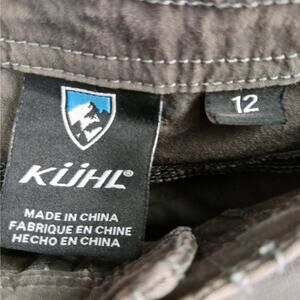 12
KÜHL®
MADE IN CHINA
FABRIQUE EN CHINE
HECHO EN CHINA